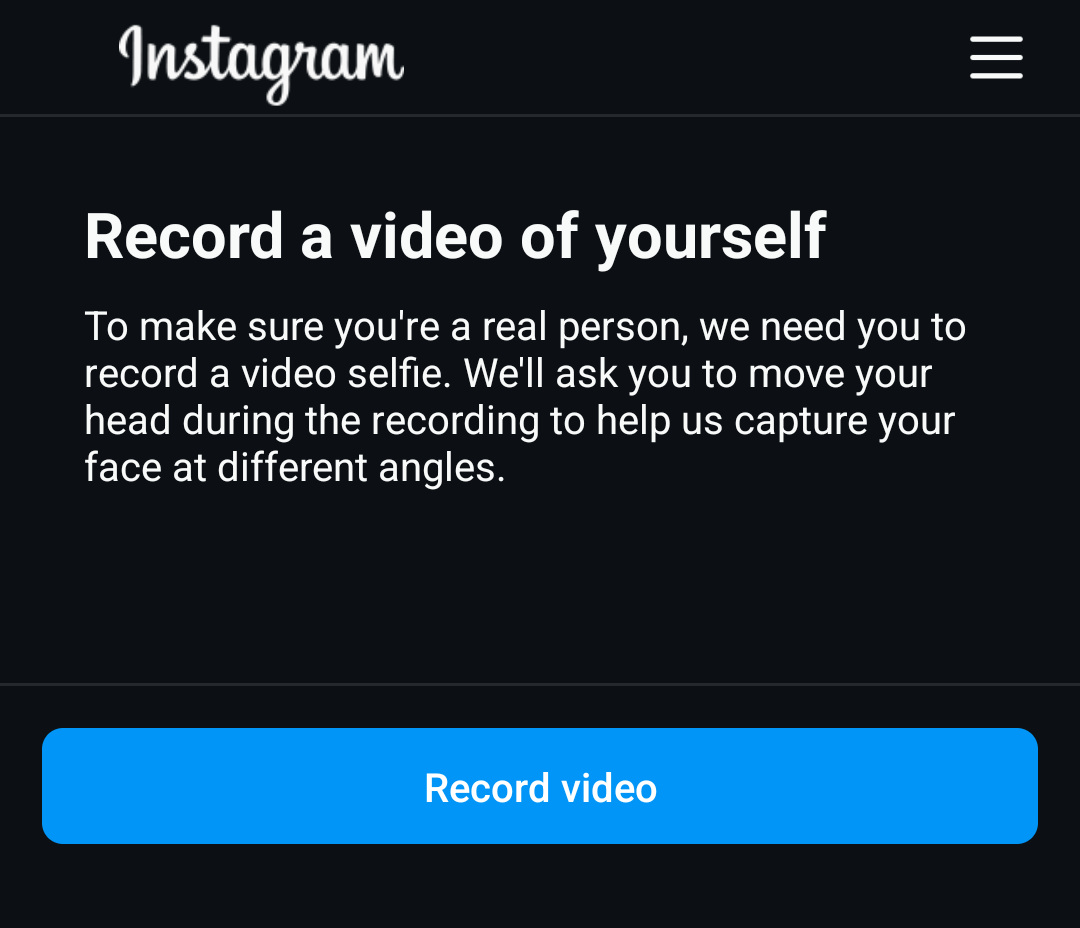 Instagram
Record a video of yourself
To make sure you're a real person, we need you to
record a video selfie. We'll ask you to move your
head during the recording to help us capture your
face at different angles.
Record video